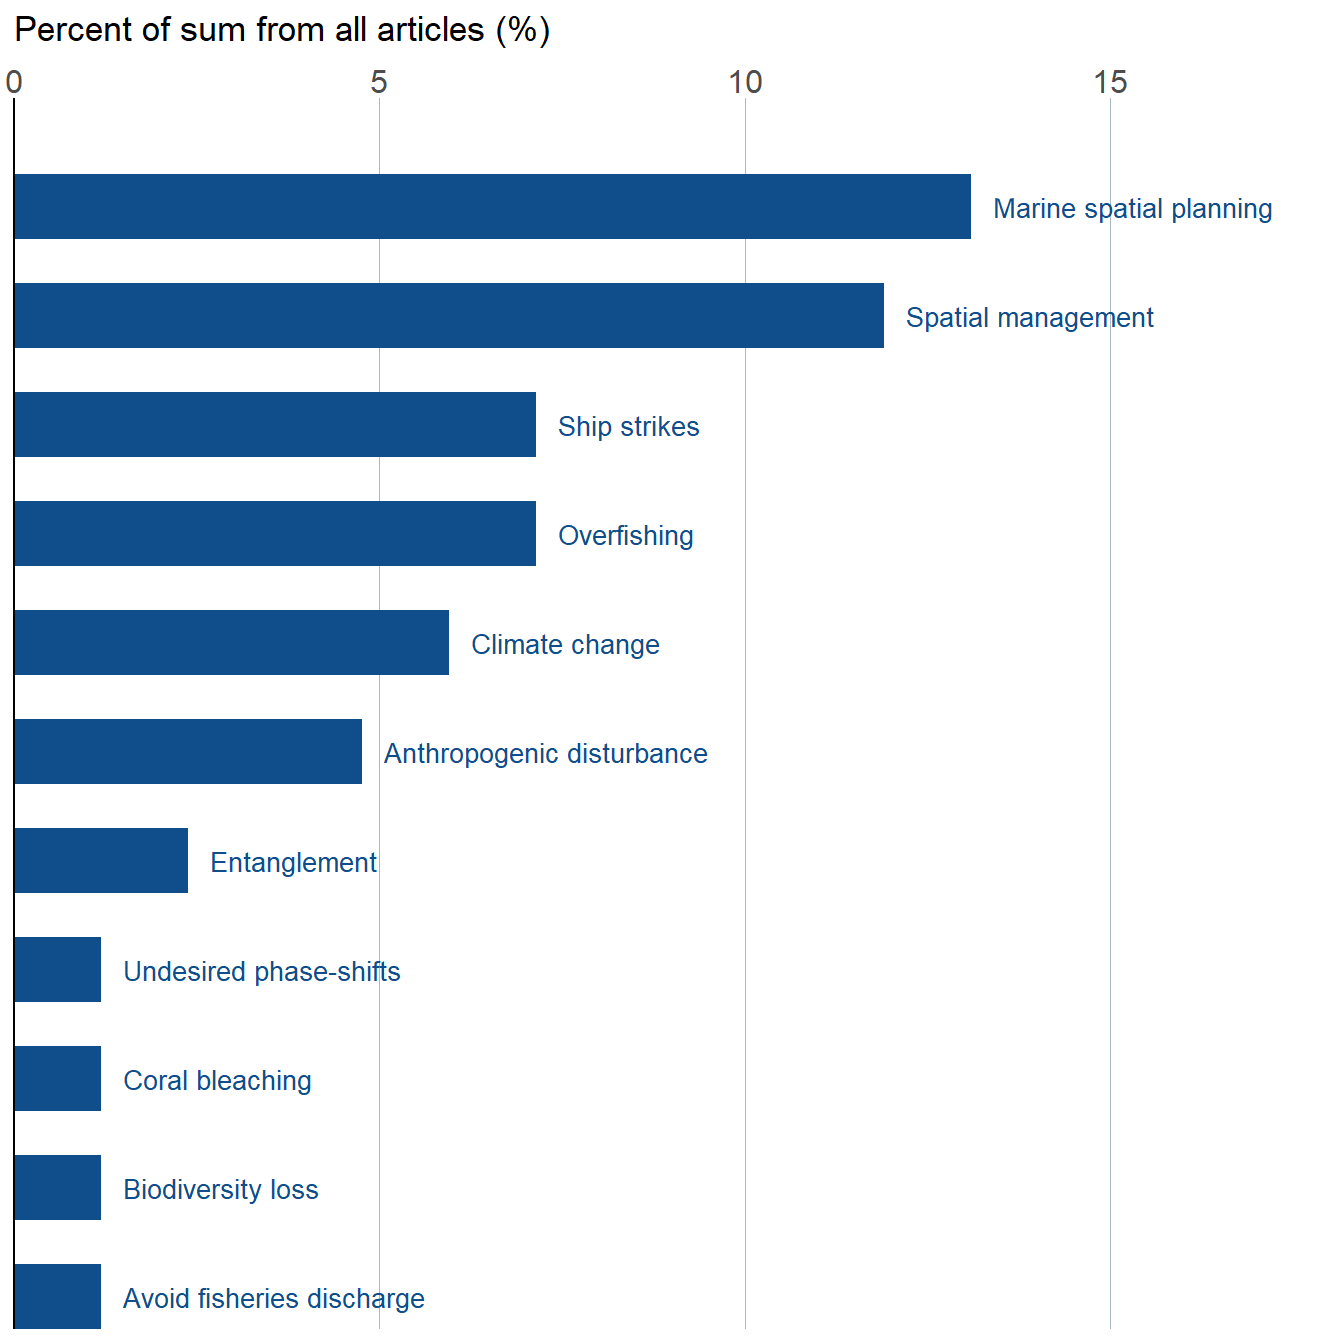 Percent of sum from all articles (%)
0 5 10 15
Marine spatial planning
Spatial management
Ship strikes
Overfishing
Climate change
Anthropogenic disturbance
Entanglement
Undesired phase-shifts
Coral bleaching
Biodiversity loss
Avoid fisheries discharge